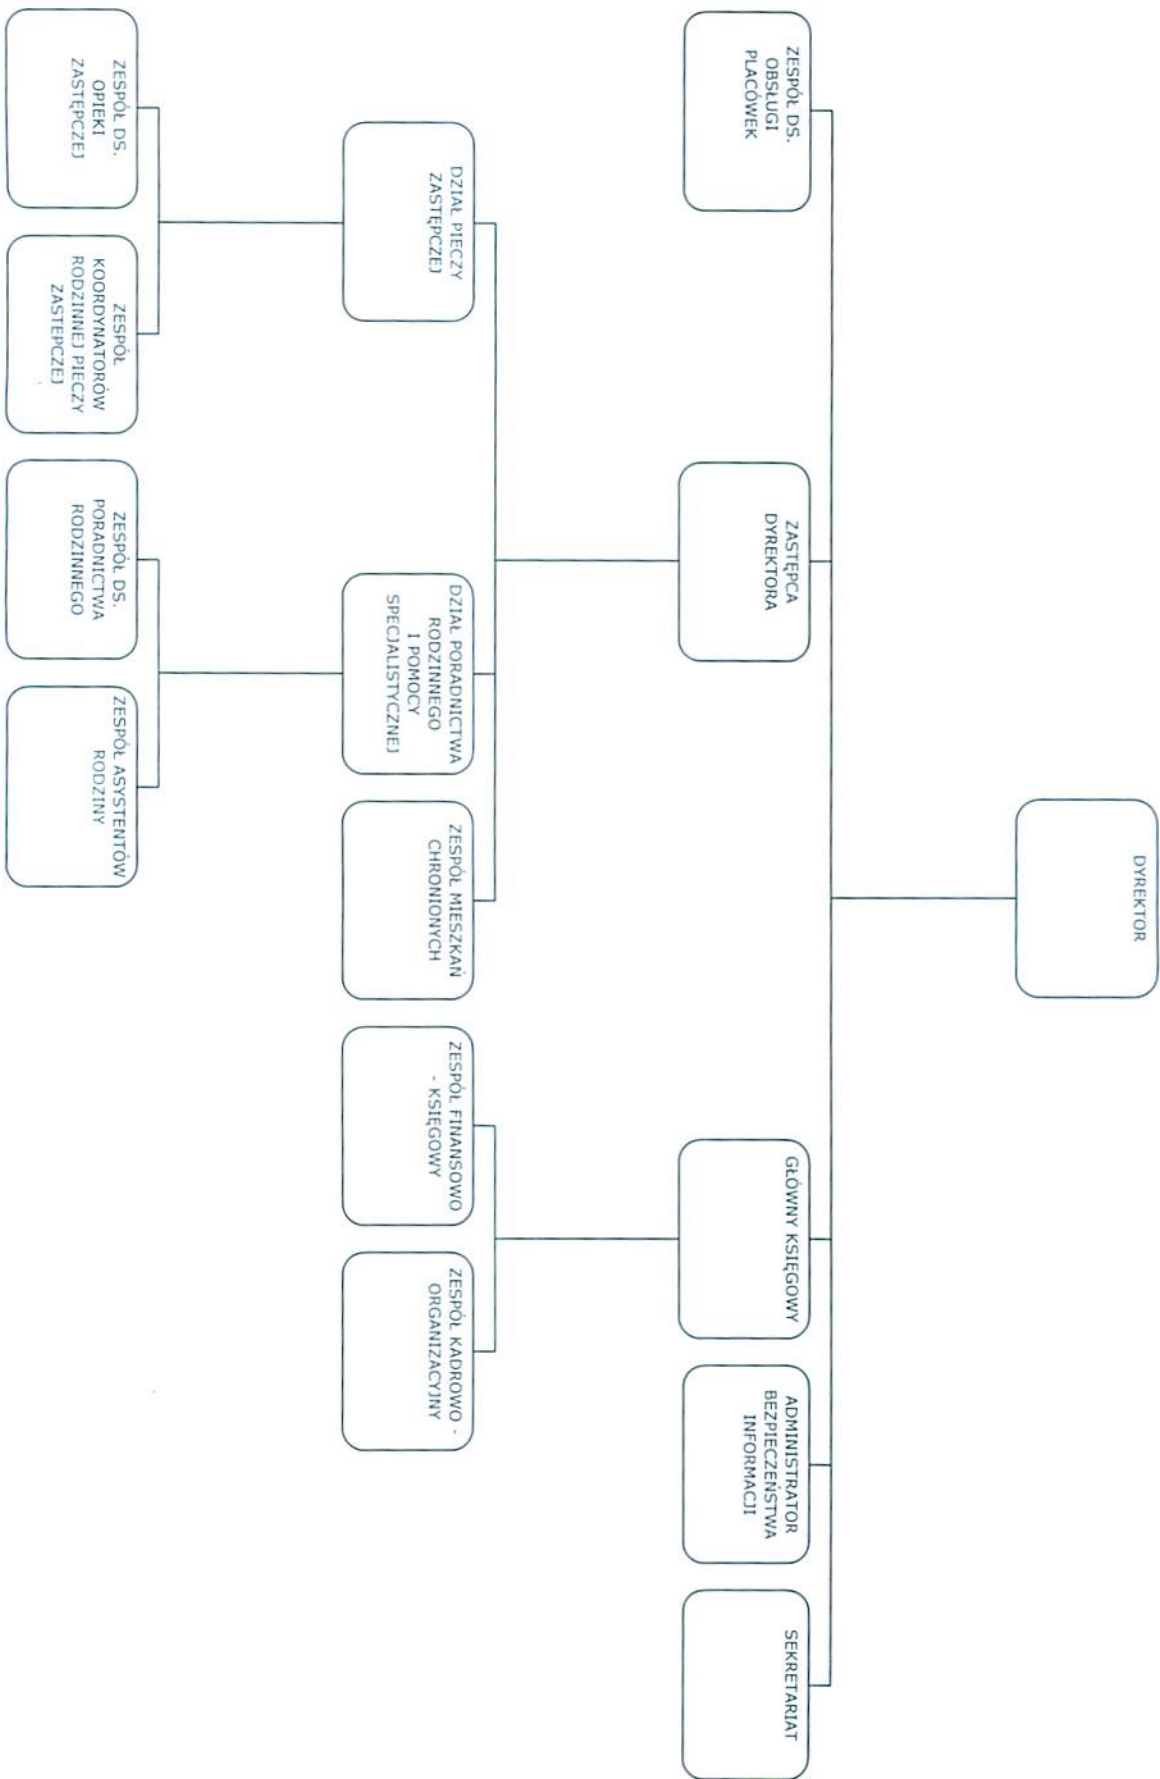 DYREKTOR
ZESPÓŁ DS.
OBSŁUGI
PLACÓWEK
ZASTĘPCA
DYREKTORA
GŁÓWNY KSIĘGOWY
ADMINISTRATOR
BEZPIECZEŃSTWA
INFORMACJI
SEKRETARIAT
DZIAŁ PIECZY
ZASTĘPCZEJ
DZIAŁ PORADNICTWA
RODZINNEGO
I POMOCY
SPECJALISTYCZNEJ
ZESPÓŁ MIESZKAŃ
CHRONIONYCH
ZESPÓŁ FINANSOWO
- KSIĘGOWY
ZESPÓŁ KADROWO -
ORGANIZACYJNY
ZESPÓŁ DS.
OPIEKI
ZASTĘPCZEJ
ZESPÓŁ
KOORDYNATORÓW
RODZINNEJ PIECZY
ZASTEPCZEJ
ZESPÓŁ DS.
PORADNICTWA
RODZINNEGO
ZESPÓŁ ASYSTENTÓW
RODZINY